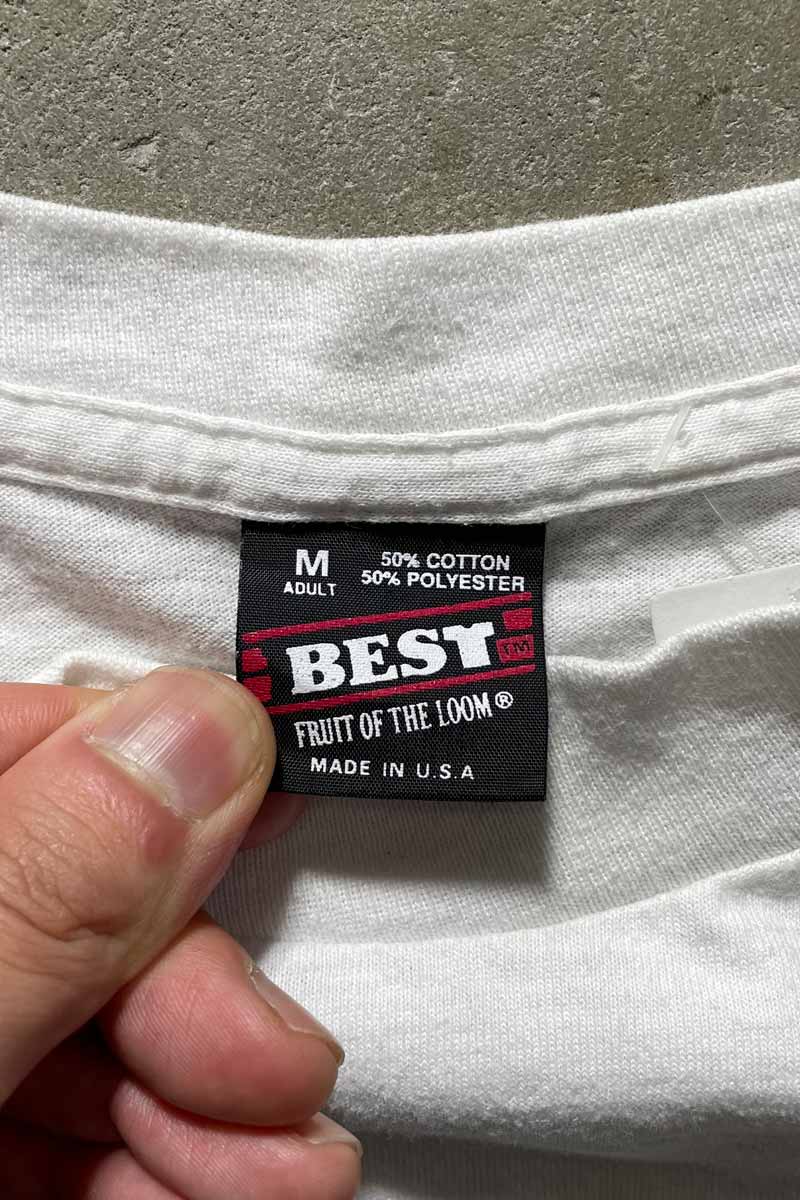 M
ADULT
50% COTTON
50% POLYESTER
BEST TM
FRUIT OF THE LOOM®
MADE IN U.S.A